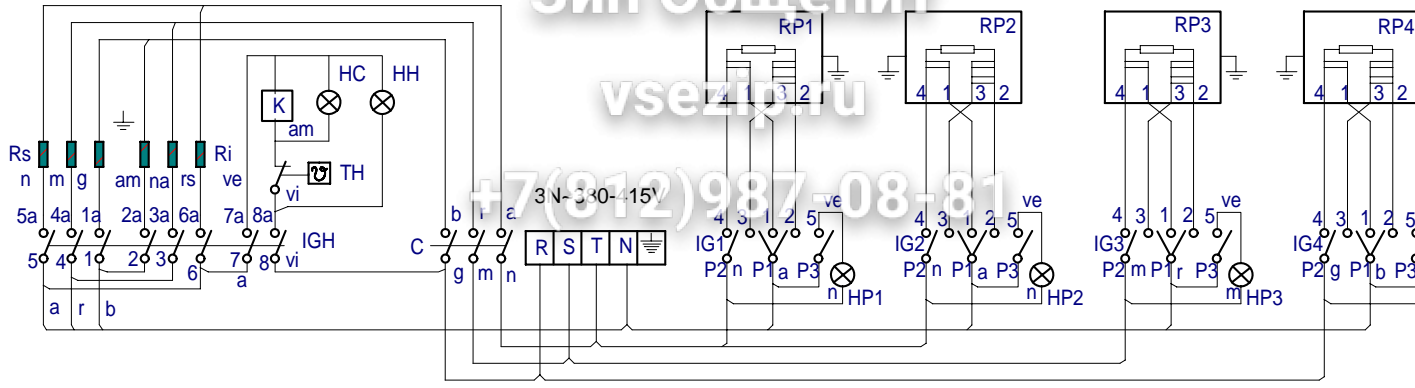 Зип Общепит
vsezip.ru
+7(812)987-08-81
RP1 RP2 RP3 RP4
HC HH
K
am
TH
vi
4 1 3 2 4 1 3 2 4 1 3 2 4 1 3 2
Rs Ri
n m g am na rs ve
3N~380-415V
5a 4a 1a 2a 3a 6a 7a 8a b r a
4 3 1 2 5 ve 4 3 1 2 5 ve 4 3 1 2 5 ve 4 3 1 2 5
IGH C R S T N IG1 IG2 IG3 IG4
5 4 1 2 3 6 7 8 vi
a
g m n
P2 n P1 a P3 P2 n P1 a P3 P2 m P1 r P3 P2 g P1 b P3
n HP1 n HP2 m HP3
a r b